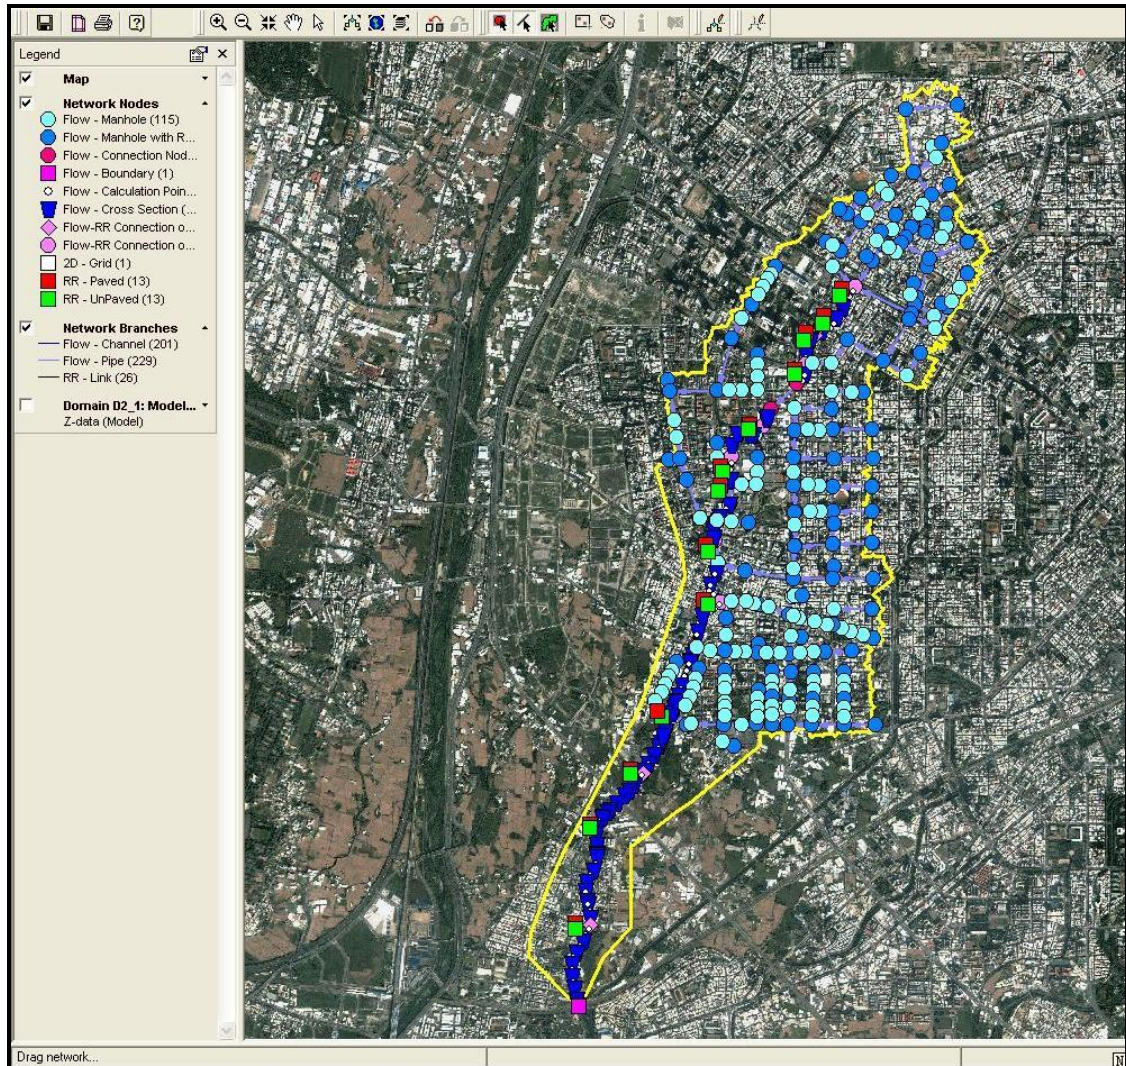 Legend
Map
Network Nodes
Flow - Manhole (115)
Flow - Manhole with R...
Flow - Connection Nod...
Flow - Boundary (1)
Flow - Calculation Poin...
Flow - Cross Section (...
Flow-RR Connection o...
Flow-RR Connection o...
2D - Grid (1)
RR - Paved (13)
RR - UnPaved (13)
Network Branches
Flow - Channel (201)
Flow - Pipe (229)
RR - Link (26)
Domain D2_1: Model...
Z-data (Model)
Drag network...
N